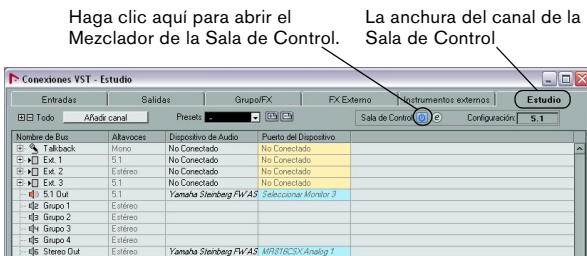 Haga clic aquí para abrir el
Mezclador de la Sala de Control.
La anchura del canal de la
Sala de Control
Conexiones VST - Estudio
Entradas Salidas Grupo/FX FX Externo Instrumentos externos Estudio
Todo Añadir canal Presets - Sala de Control e Configuración: 5.1
Nombre de Bus Altavoces Dispositivo de Audio Puerto del Dispositivo
Talkback Mono No Conectado No Conectado
Ext. 1 5.1 No Conectado No Conectado
Ext. 2 Estéreo No Conectado No Conectado
Ext. 3 5.1 No Conectado No Conectado
5.1 Out 5.1 Yamaha Steinberg FW AS Seleccionar Monitor 3
Grupo 1 Estéreo
Grupo 2 Estéreo
Grupo 3 Estéreo
Grupo 4 Estéreo
Stereo Out Estéreo Yamaha Steinberg FW AS MR816CSX Analog 1